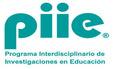 piie®
Programa Interdisciplinario de
Investigaciones en Educación